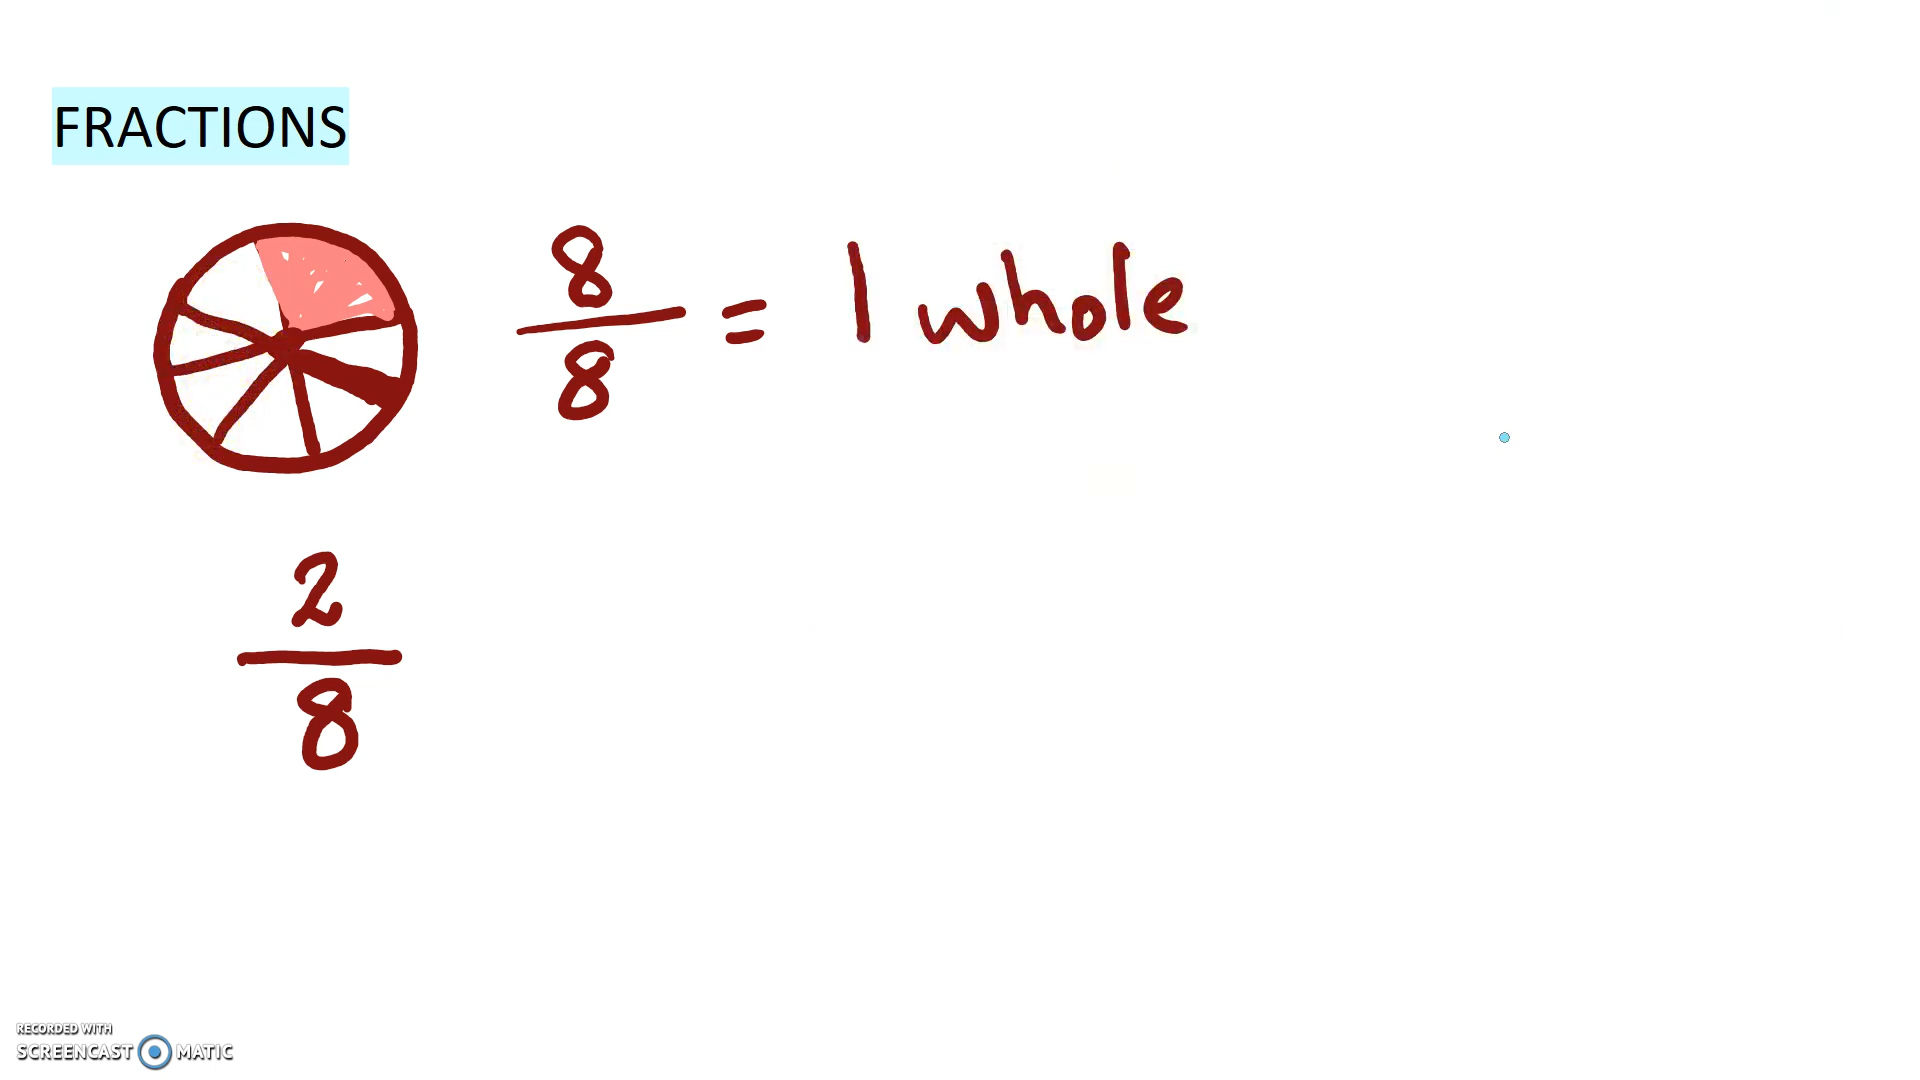 FRACTIONS
8
8 = 1 whole
2
8
RECORDED WITH
SCREENCAST MATIC